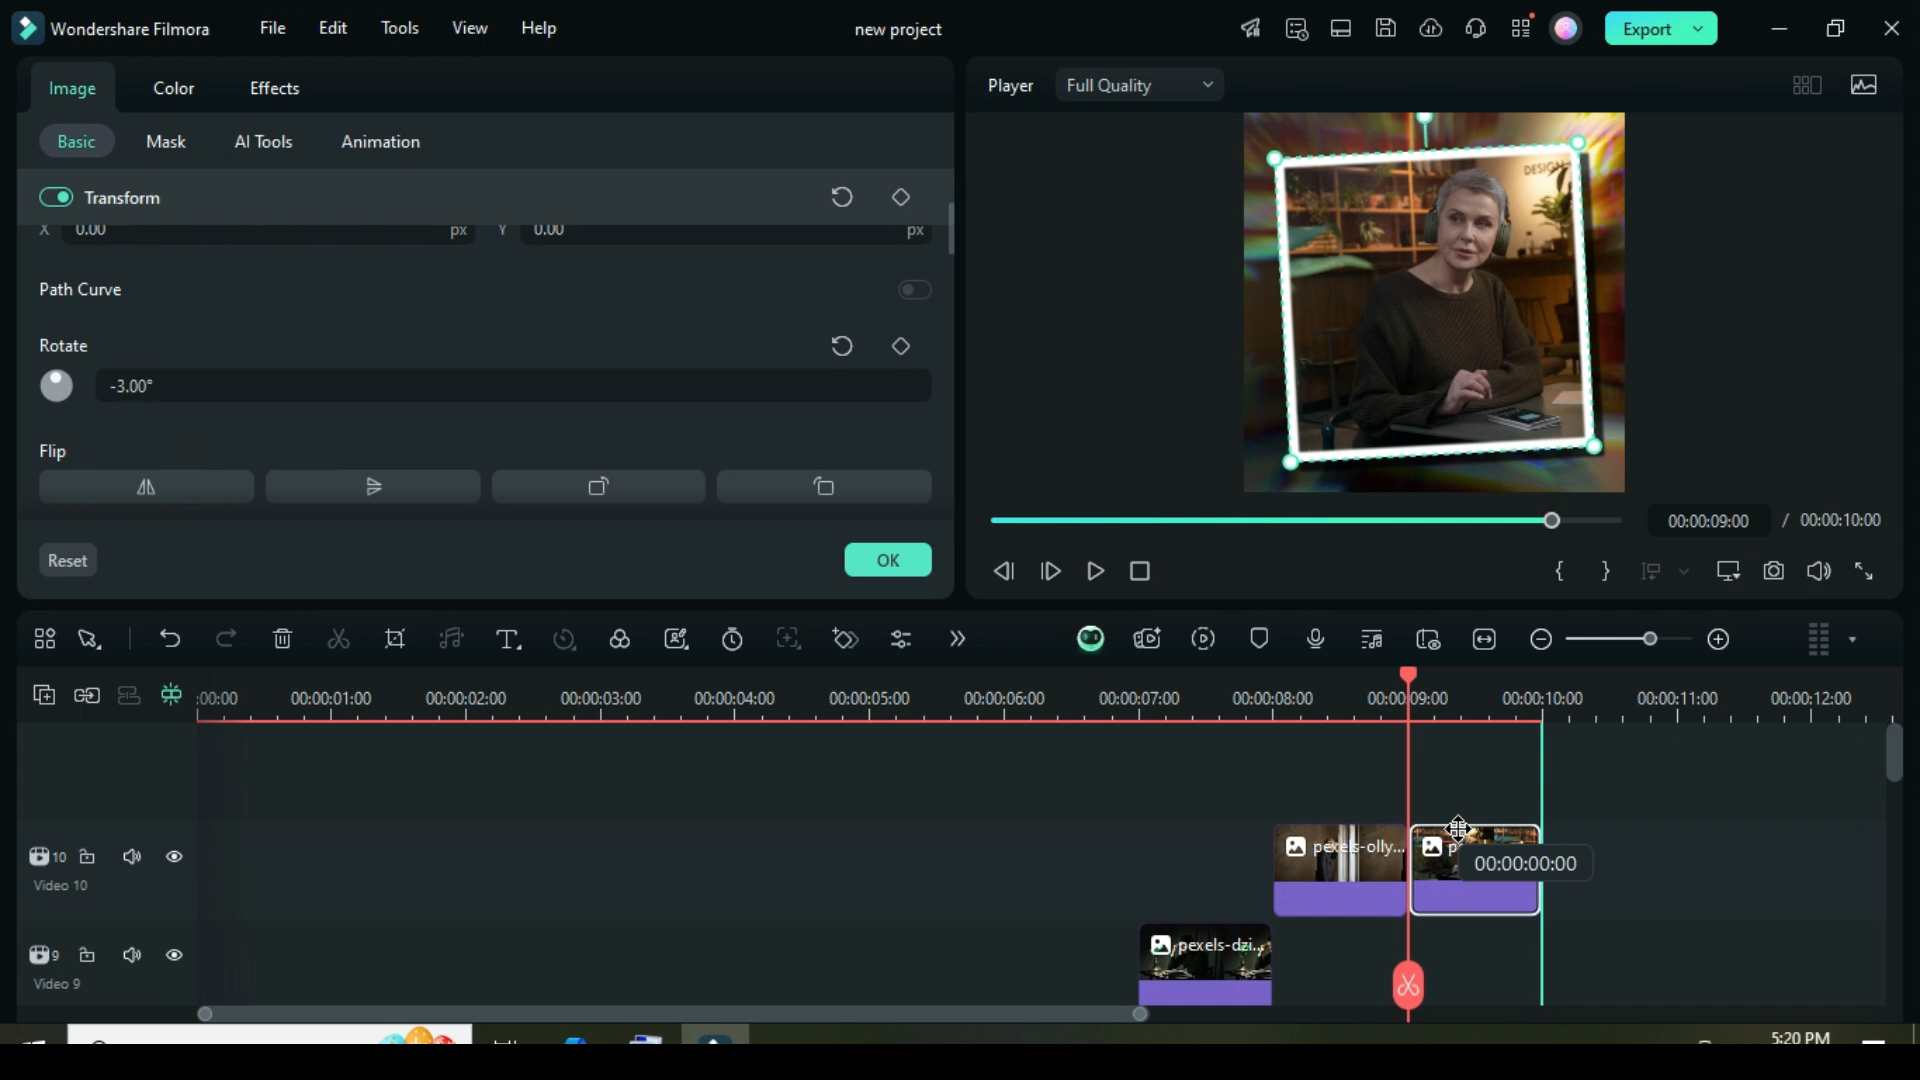 Wondershare Filmora File Edit Tools View Help new project Export
Image Color Effects
Player Full Quality
Basic Mask AI Tools Animation
Transform
X 0.00 px Y 0.00 px
Path Curve
Rotate
-3.00°
Flip
Reset OK
DESIGN
00:00:09:00 / 00:00:10:00
:00:00 00:00:01:00 00:00:02:00 00:00:03:00 00:00:04:00 00:00:05:00 00:00:06:00 00:00:07:00 00:00:08:00 00:00:09:00 00:00:10:00 00:00:11:00 00:00:12:00
10
Video 10
pexels-olly...
00:00:00:00
9
Video 9
pexels-dzi...
5:20 PM